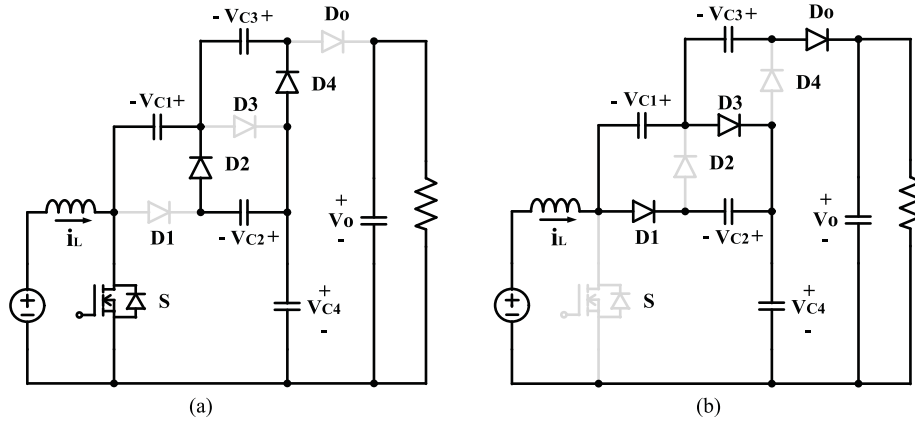 - VC3+ Do
D4
- VC1+ D3
D2
iL D1 - VC2+
+
Vo
-
S
+
VC4
-
(a)
- VC3+ Do
D4
- VC1+ D3
D2
iL D1 - VC2+
+
Vo
-
S
+
VC4
-
(b)